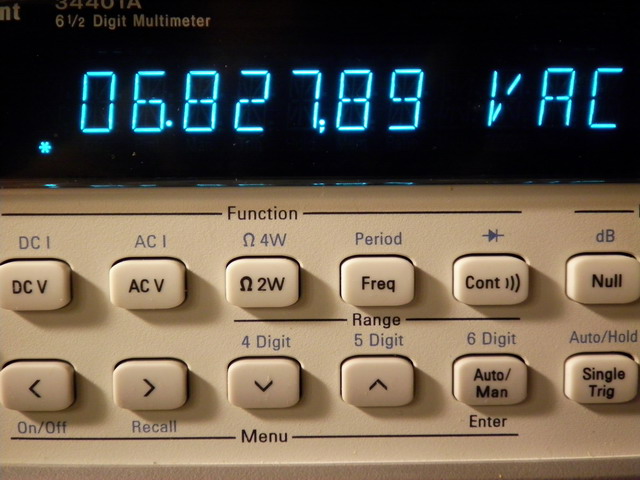 nt 34401A
6½ Digit Multimeter
06.827,89 VAC
*
Function
DC I AC I Ω 4W Period dB
DC V AC V Ω 2W Freq Cont Null
Range
4 Digit 5 Digit 6 Digit Auto/Hold
< > Auto/Man Single Trig
On/Off Recall Enter
Menu